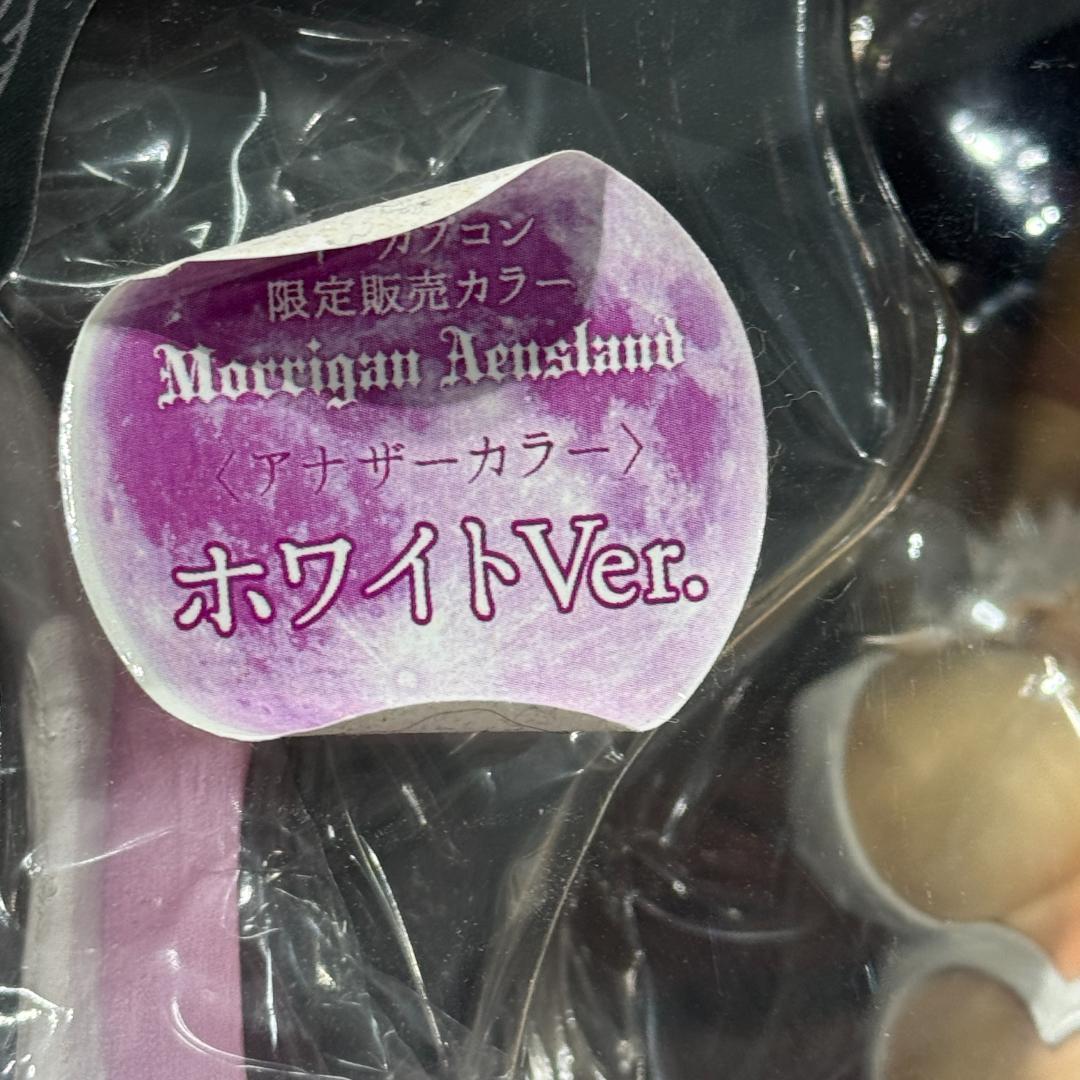 カプコン
限定販売カラー
Morrigan Aensland
〈アナザーカラー〉
ホワイトVer.